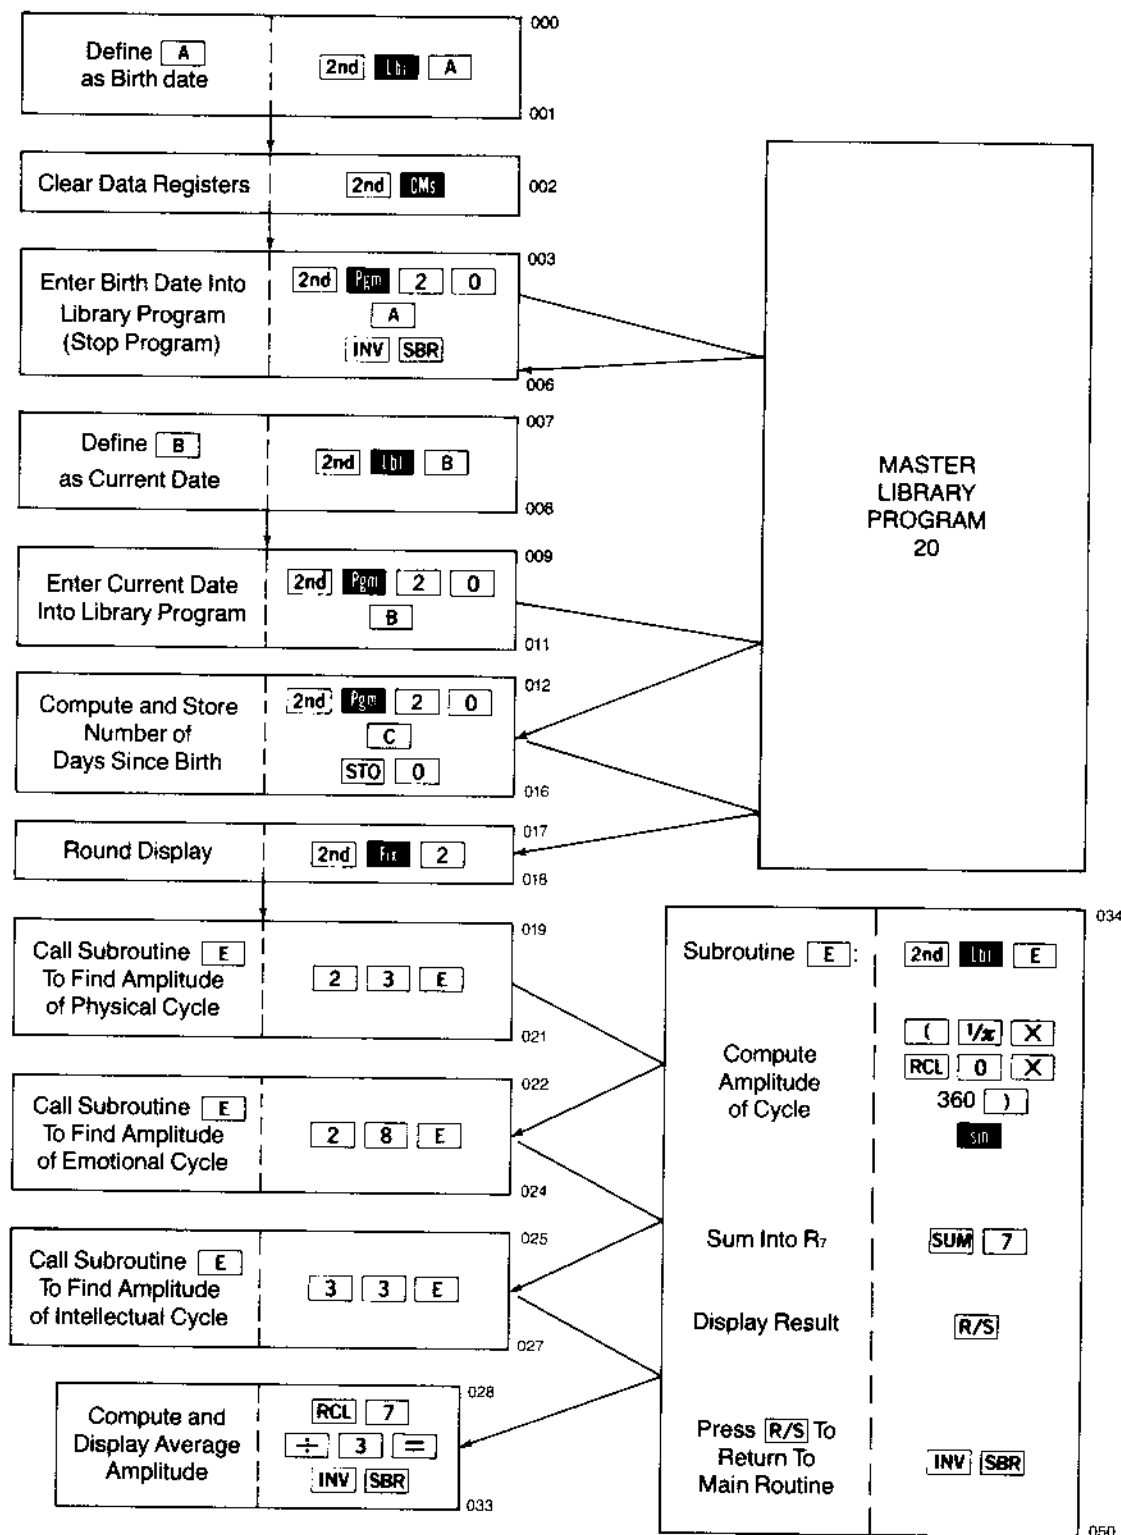 000
Define A
as Birth date
2nd Lbl A
001
Clear Data Registers
2nd CMs
002
003
Enter Birth Date Into
Library Program
(Stop Program)
2nd Pgm 2 0
A
INV SBR
006
007
Define B
as Current Date
2nd Lbl B
008
009
Enter Current Date
Into Library Program
2nd Pgm 2 0
B
011
012
Compute and Store
Number of
Days Since Birth
2nd Pgm 2 0
C
STO 0
016
017
Round Display
2nd Fix 2
018
019
Call Subroutine E
To Find Amplitude
of Physical Cycle
2 3 E
021
022
Call Subroutine E
To Find Amplitude
of Emotional Cycle
2 8 E
024
025
Call Subroutine E
To Find Amplitude
of Intellectual Cycle
3 3 E
027
028
Compute and
Display Average
Amplitude
RCL 7
÷ 3 =
INV SBR
033
MASTER
LIBRARY
PROGRAM
20
034
Subroutine E :
2nd Lbl E
Compute
Amplitude
of Cycle
( 1/x X
RCL 0 X
360 )
sin
Sum Into R7
SUM 7
Display Result
R/S
Press R/S To
Return To
Main Routine
INV SBR
050